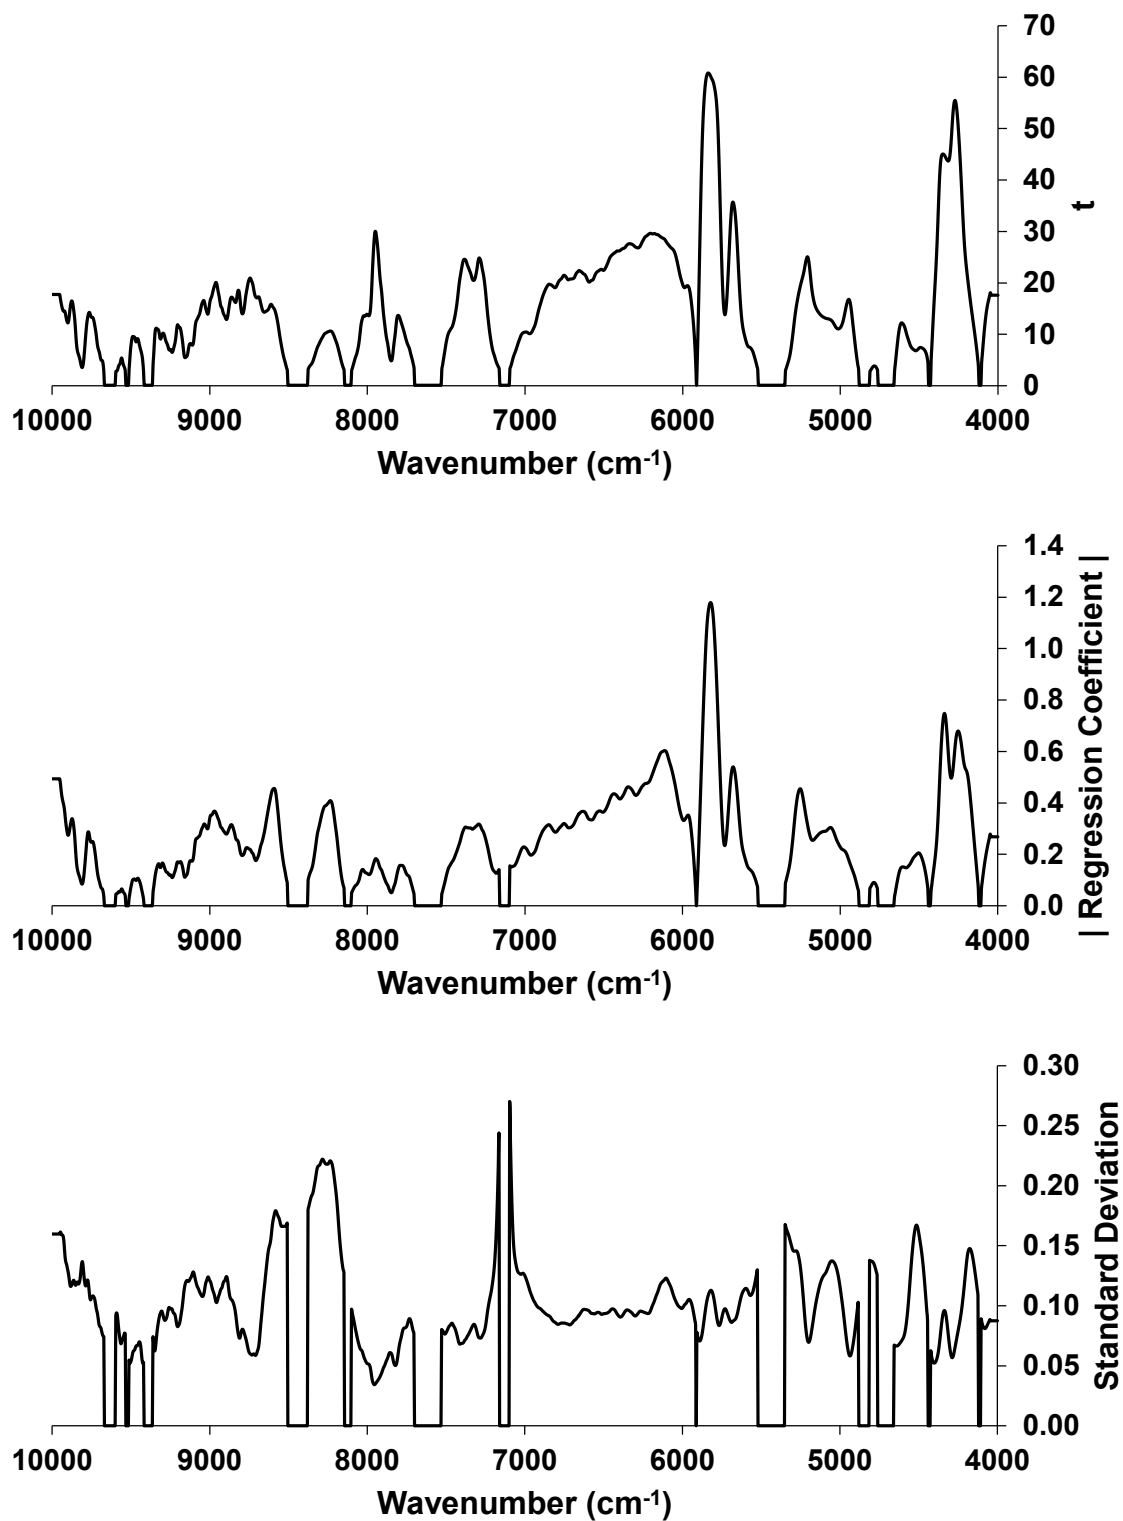 70
60
50
40
30
20
10
0
t
10000 9000 8000 7000 6000 5000 4000
Wavenumber (cm-1)
1.4
1.2
1.0
0.8
0.6
0.4
0.2
0.0
| Regression Coefficient |
10000 9000 8000 7000 6000 5000 4000
Wavenumber (cm-1)
0.30
0.25
0.20
0.15
0.10
0.05
0.00
Standard Deviation
10000 9000 8000 7000 6000 5000 4000
Wavenumber (cm-1)